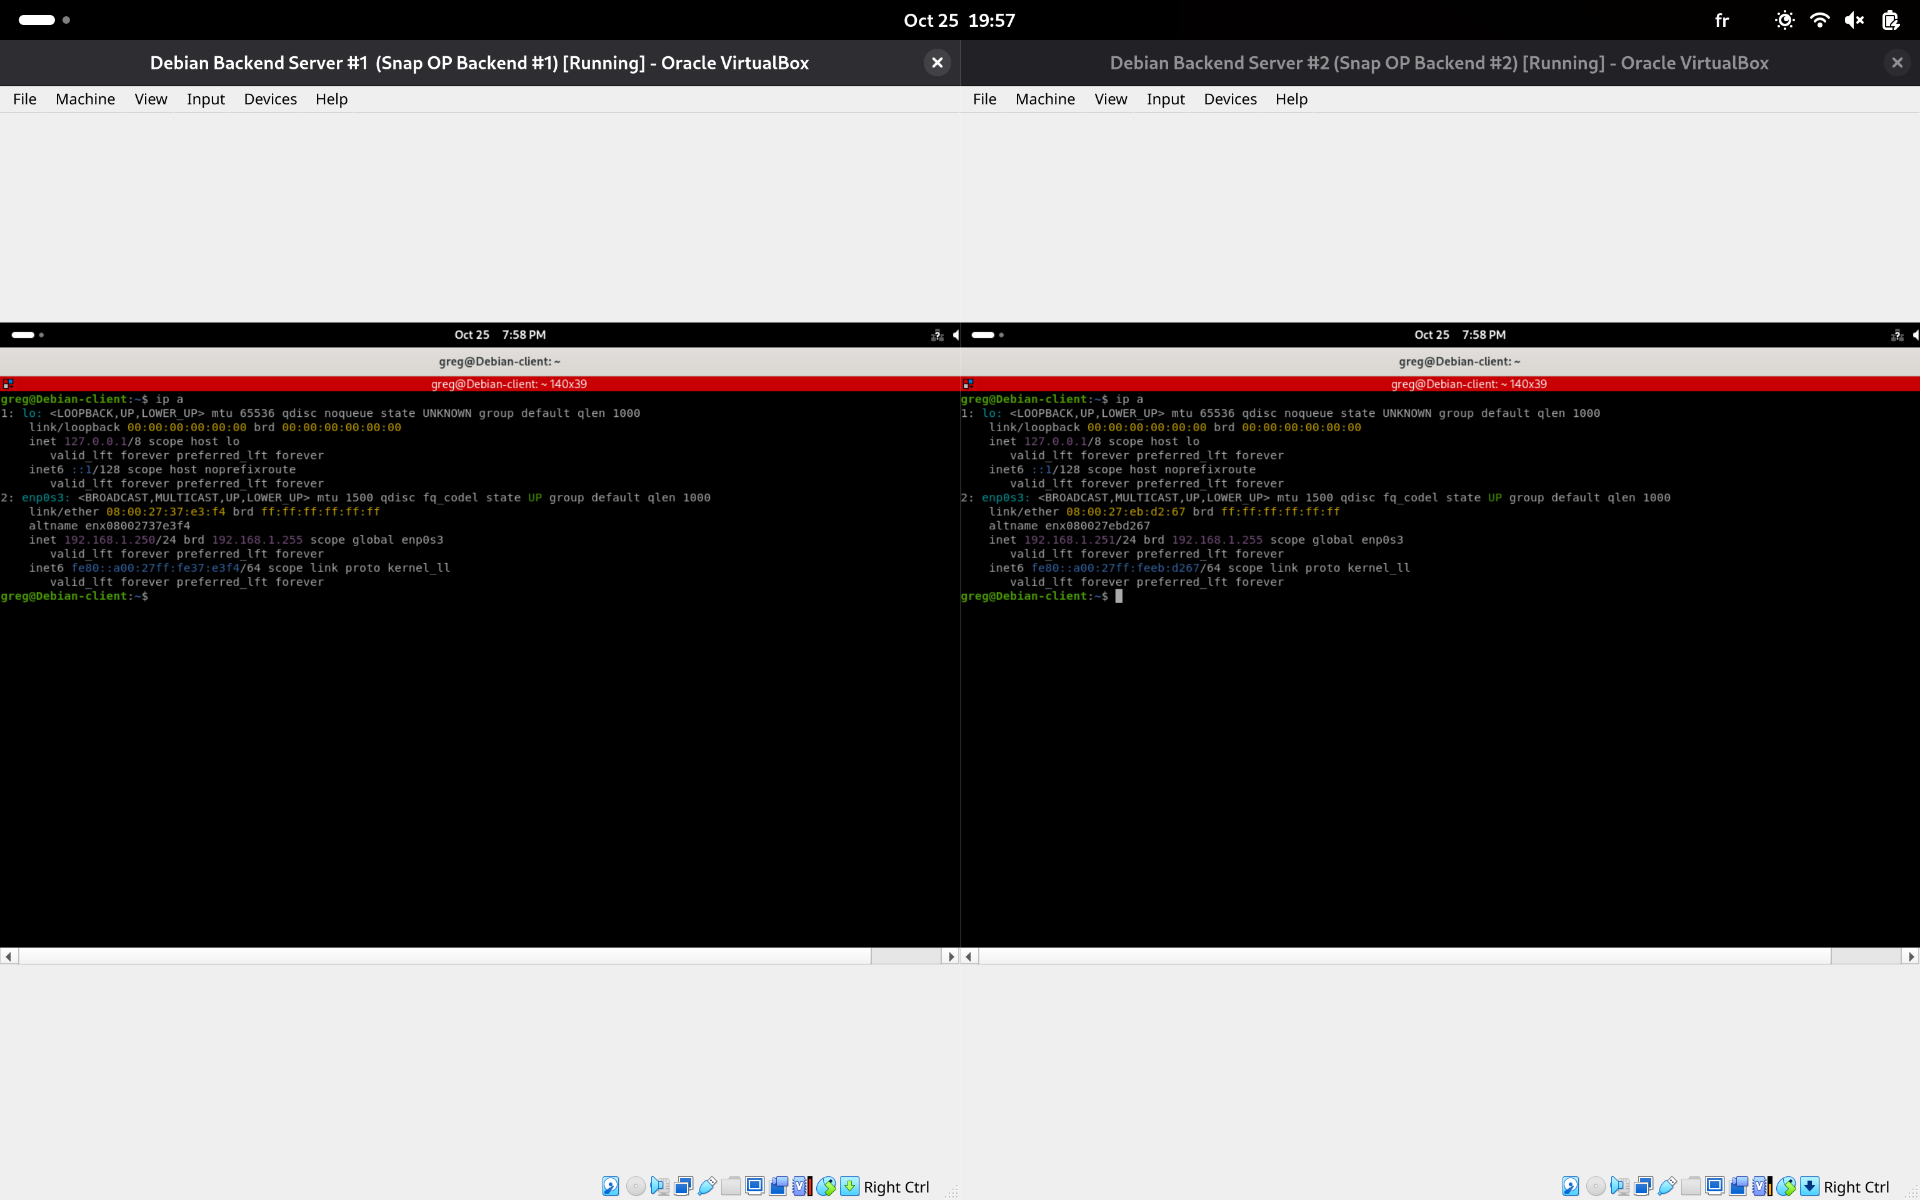 Oct 25 19:57
fr
Debian Backend Server #1 (Snap OP Backend #1) [Running] - Oracle VirtualBox
File Machine View Input Devices Help
Oct 25 7:58 PM
greg@Debian-client: ~
greg@Debian-client: ~ 140x39
greg@Debian-client:~$ ip a
1: lo: <LOOPBACK,UP,LOWER_UP> mtu 65536 qdisc noqueue state UNKNOWN group default qlen 1000
link/loopback 00:00:00:00:00:00 brd 00:00:00:00:00:00
inet 127.0.0.1/8 scope host lo
valid_lft forever preferred_lft forever
inet6 ::1/128 scope host noprefixroute
valid_lft forever preferred_lft forever
2: enp0s3: <BROADCAST,MULTICAST,UP,LOWER_UP> mtu 1500 qdisc fq_codel state UP group default qlen 1000
link/ether 08:00:27:37:e3:f4 brd ff:ff:ff:ff:ff:ff
altname enx08002737e3f4
inet 192.168.1.250/24 brd 192.168.1.255 scope global enp0s3
valid_lft forever preferred_lft forever
inet6 fe80::a00:27ff:fe37:e3f4/64 scope link proto kernel_ll
valid_lft forever preferred_lft forever
greg@Debian-client:~$
Right Ctrl
Debian Backend Server #2 (Snap OP Backend #2) [Running] - Oracle VirtualBox
File Machine View Input Devices Help
Oct 25 7:58 PM
greg@Debian-client: ~
greg@Debian-client: ~ 140x39
greg@Debian-client:~$ ip a
1: lo: <LOOPBACK,UP,LOWER_UP> mtu 65536 qdisc noqueue state UNKNOWN group default qlen 1000
link/loopback 00:00:00:00:00:00 brd 00:00:00:00:00:00
inet 127.0.0.1/8 scope host lo
valid_lft forever preferred_lft forever
inet6 ::1/128 scope host noprefixroute
valid_lft forever preferred_lft forever
2: enp0s3: <BROADCAST,MULTICAST,UP,LOWER_UP> mtu 1500 qdisc fq_codel state UP group default qlen 1000
link/ether 08:00:27:eb:d2:67 brd ff:ff:ff:ff:ff:ff
altname enx080027ebd267
inet 192.168.1.251/24 brd 192.168.1.255 scope global enp0s3
valid_lft forever preferred_lft forever
inet6 fe80::a00:27ff:feeb:d267/64 scope link proto kernel_ll
valid_lft forever preferred_lft forever
greg@Debian-client:~$
Right Ctrl